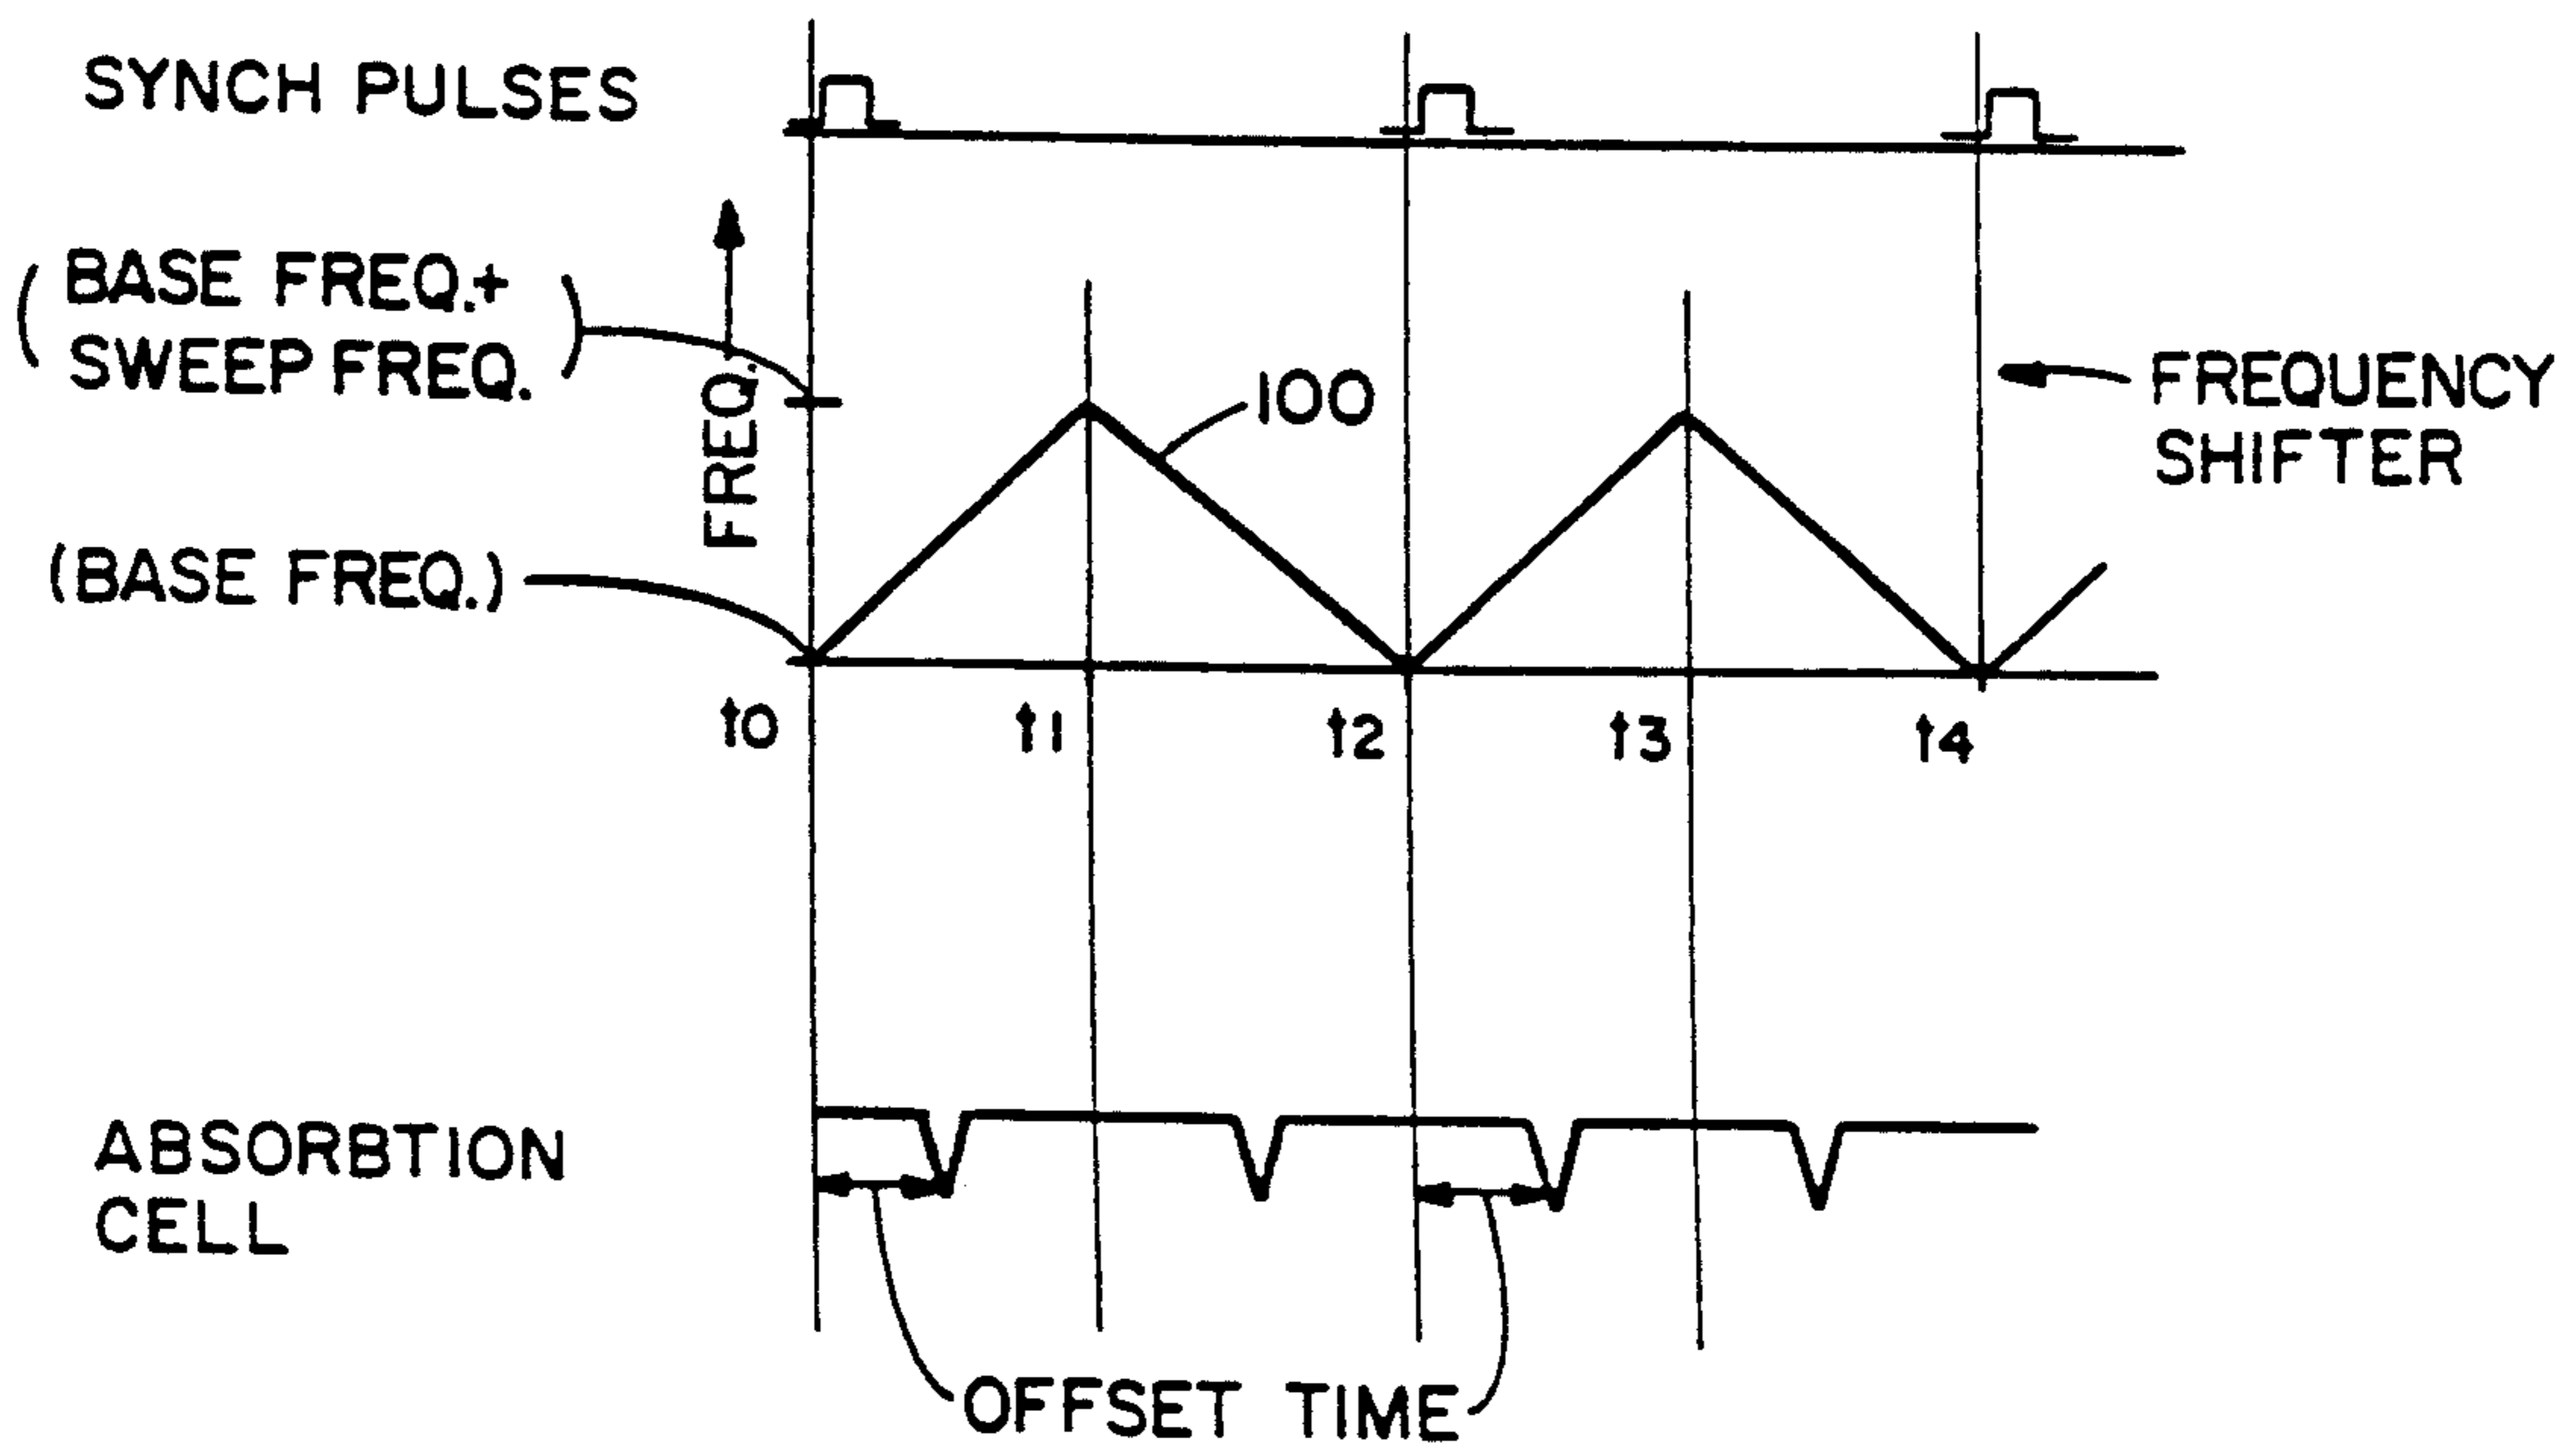 SYNCH PULSES
( BASE FREQ.+
SWEEP FREQ. )
FREQ.
100
FREQUENCY
SHIFTER
(BASE FREQ.)
t0
t1
t2
t3
t4
ABSORBTION
CELL
OFFSET TIME